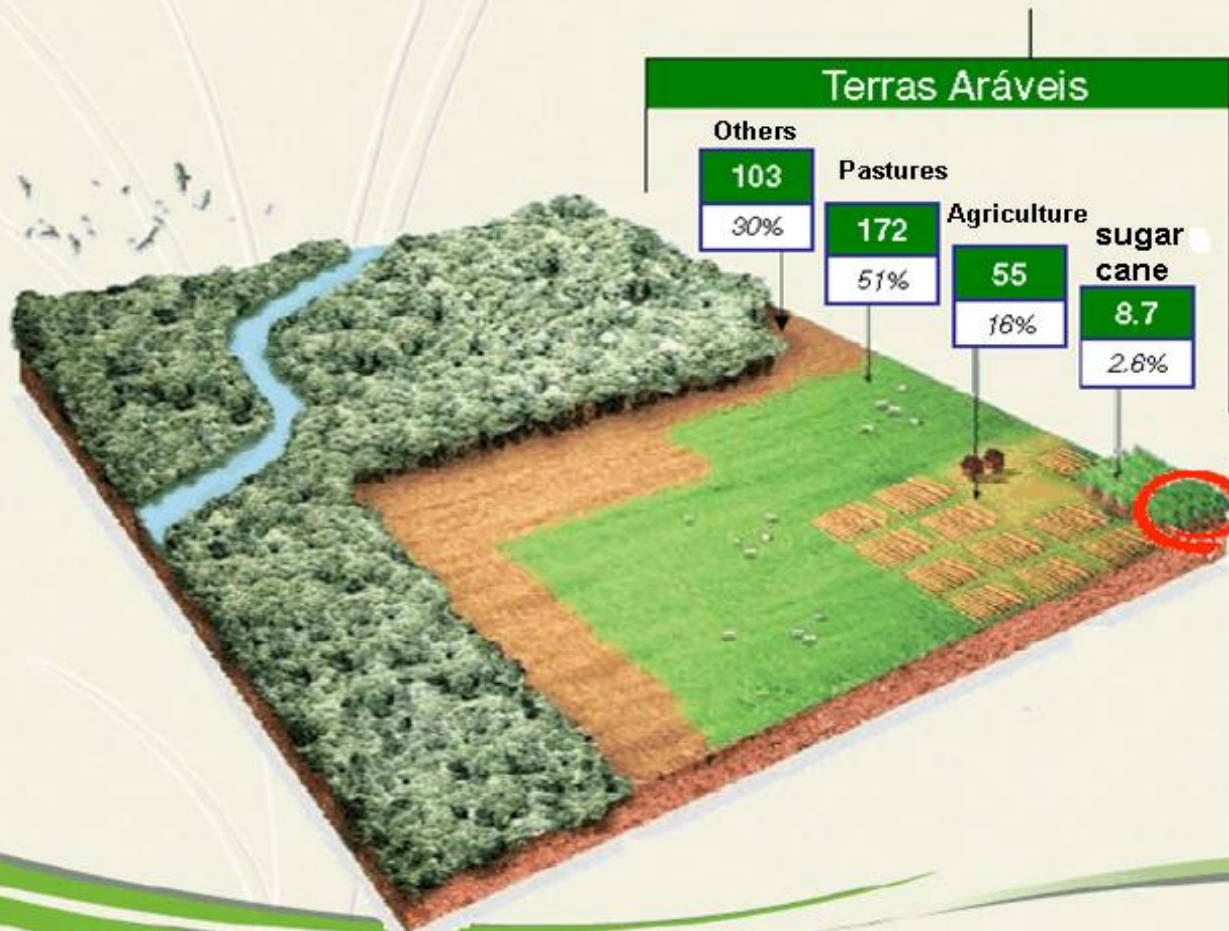 Terras Aráveis
Others
103
30%
Pastures
172
51%
Agriculture
55
16%
sugar
cane
8.7
2.6%